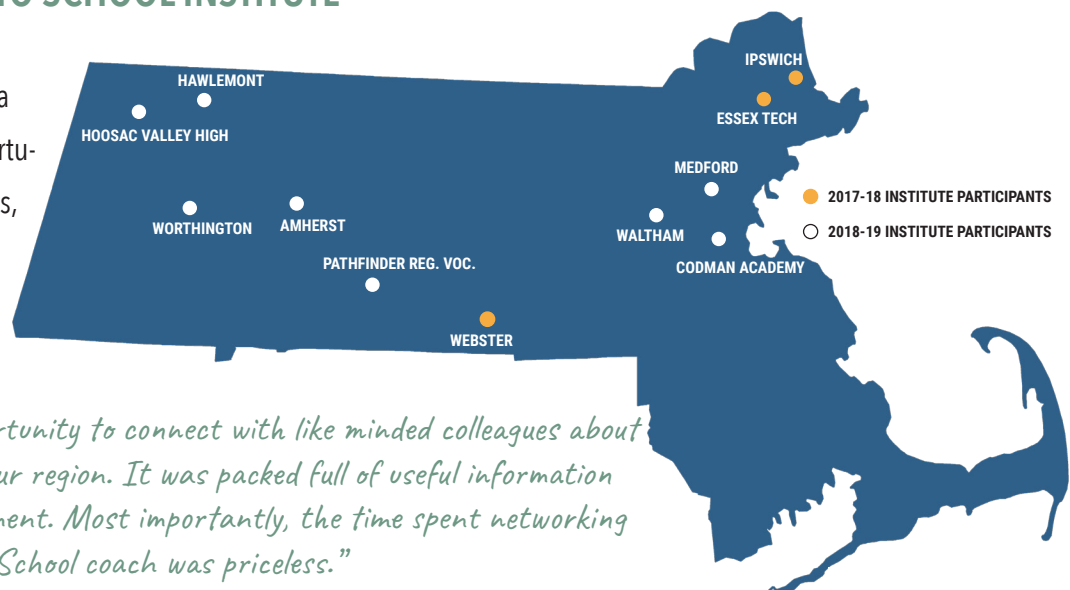 TO SCHOOL INSTITUTE
a
rtu-
s,
IPSWICH
HAWLEMONT
ESSEX TECH
HOOSAC VALLEY HIGH
MEDFORD
2017-18 INSTITUTE PARTICIPANTS
WORTHINGTON
AMHERST
WALTHAM
2018-19 INSTITUTE PARTICIPANTS
PATHFINDER REG. VOC.
CODMAN ACADEMY
WEBSTER
rtunity to connect with like minded colleagues about
ur region. It was packed full of useful information
ment. Most importantly, the time spent networking
School coach was priceless.”